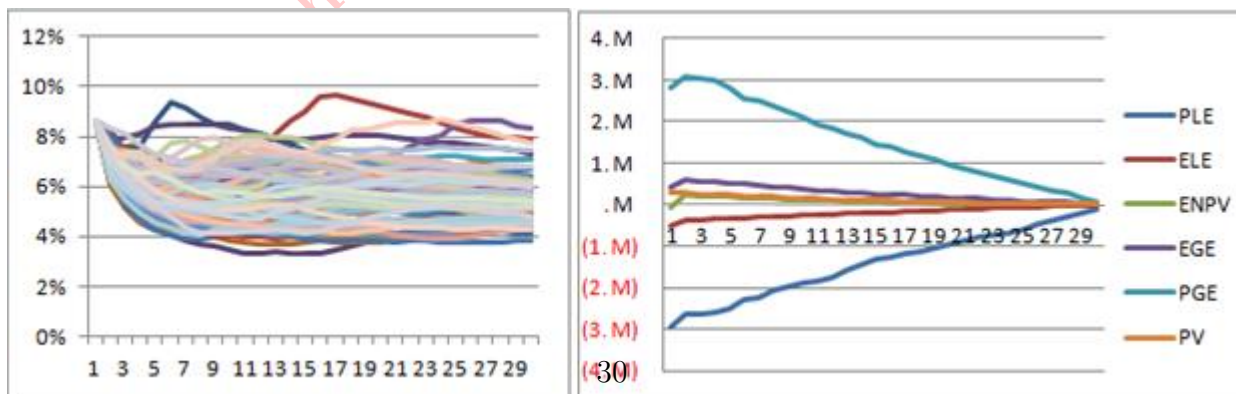 12%
10%
8%
6%
4%
2%
0%
1 3 5 7 9 11 13 15 17 19 21 23 25 27 29
4. M
3. M
2. M
1. M
. M
(1. M)
(2. M)
(3. M)
(4. M)
1 3 5 7 9 11 13 15 17 19 21 23 25 27 29
PLE
ELE
ENPV
EGE
PGE
PV
30